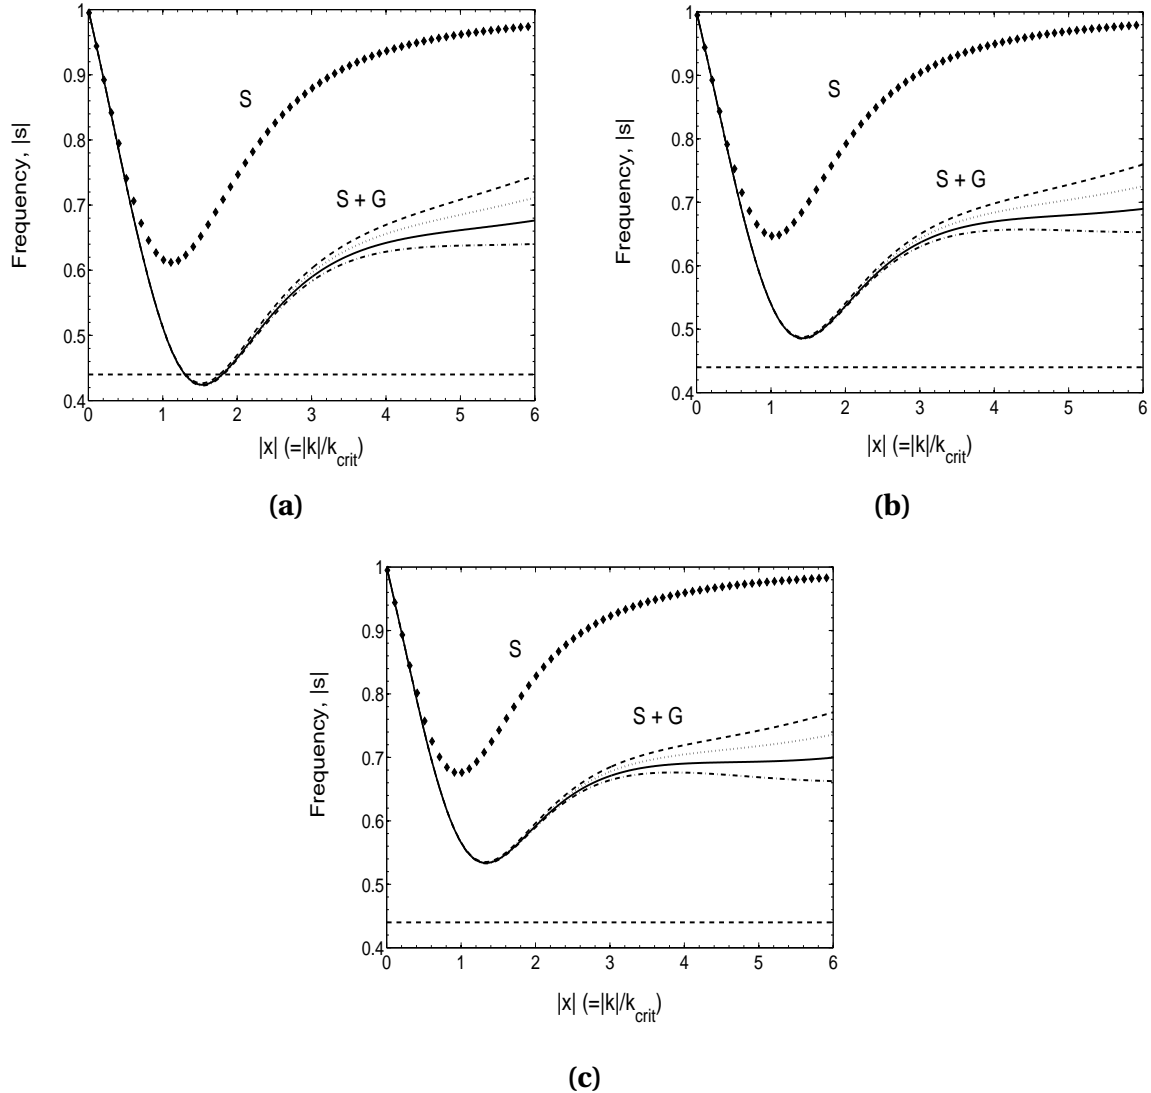 1
0.9
0.8
0.7
0.6
0.5
0.4
0 1 2 3 4 5 6
Frequency, |s|
S
S + G
|x| (=|k|/k_crit)
(a)
1
0.9
0.8
0.7
0.6
0.5
0.4
0 1 2 3 4 5 6
Frequency, |s|
S
S + G
|x| (=|k|/k_crit)
(b)
1
0.9
0.8
0.7
0.6
0.5
0.4
0 1 2 3 4 5 6
Frequency, |s|
S
S + G
|x| (=|k|/k_crit)
(c)